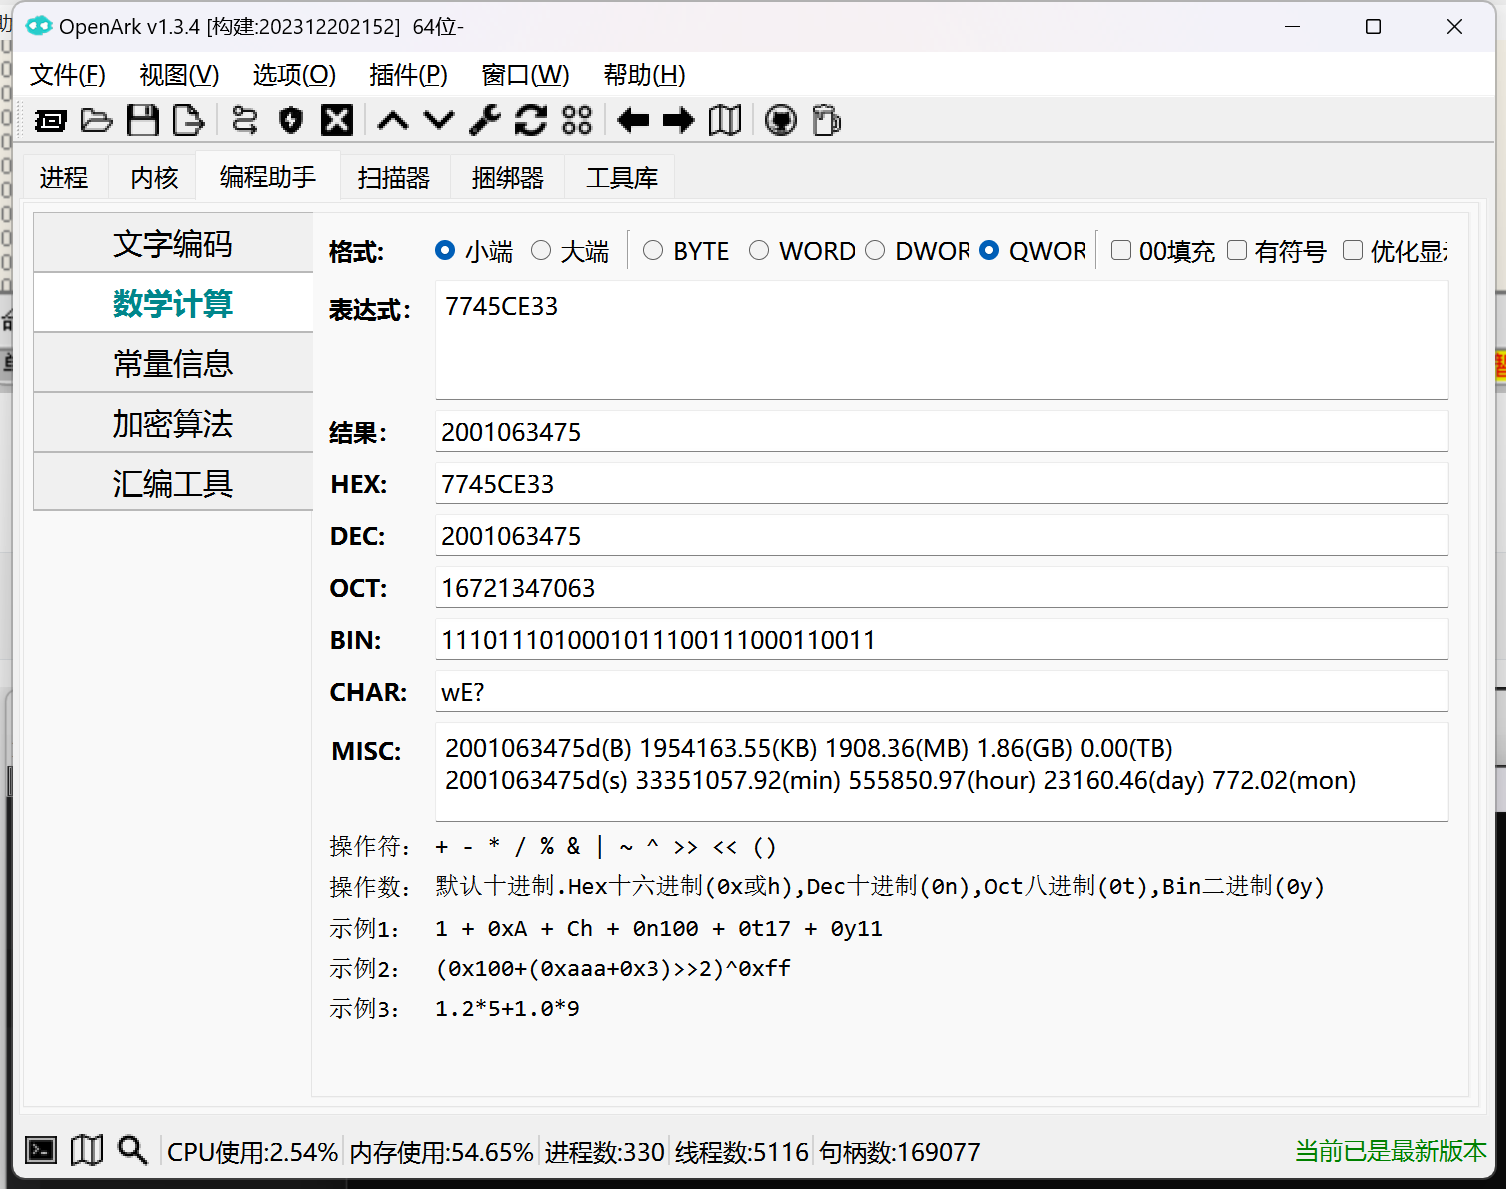 OpenArk v1.3.4 [构建:202312202152]  64位-
文件(F) 视图(V) 选项(O) 插件(P) 窗口(W) 帮助(H)
进程 内核 编程助手 扫描器 捆绑器 工具库
文字编码
数学计算
常量信息
加密算法
汇编工具
格式: 小端 大端 BYTE WORD DWOR QWOR 00填充 有符号 优化显
表达式: 7745CE33
结果: 2001063475
HEX: 7745CE33
DEC: 2001063475
OCT: 16721347063
BIN: 1110111010001011100111000110011
CHAR: wE?
MISC: 2001063475d(B) 1954163.55(KB) 1908.36(MB) 1.86(GB) 0.00(TB)
2001063475d(s) 33351057.92(min) 555850.97(hour) 23160.46(day) 772.02(mon)
操作符: + - * / % & | ~ ^ >> << ()
操作数: 默认十进制.Hex十六进制(0x或h),Dec十进制(0n),Oct八进制(0t),Bin二进制(0y)
示例1: 1 + 0xA + Ch + 0n100 + 0t17 + 0y11
示例2: (0x100+(0xaaa+0x3)>>2)^0xff
示例3: 1.2*5+1.0*9
CPU使用:2.54% 内存使用:54.65% 进程数:330 线程数:5116 句柄数:169077 当前已是最新版本